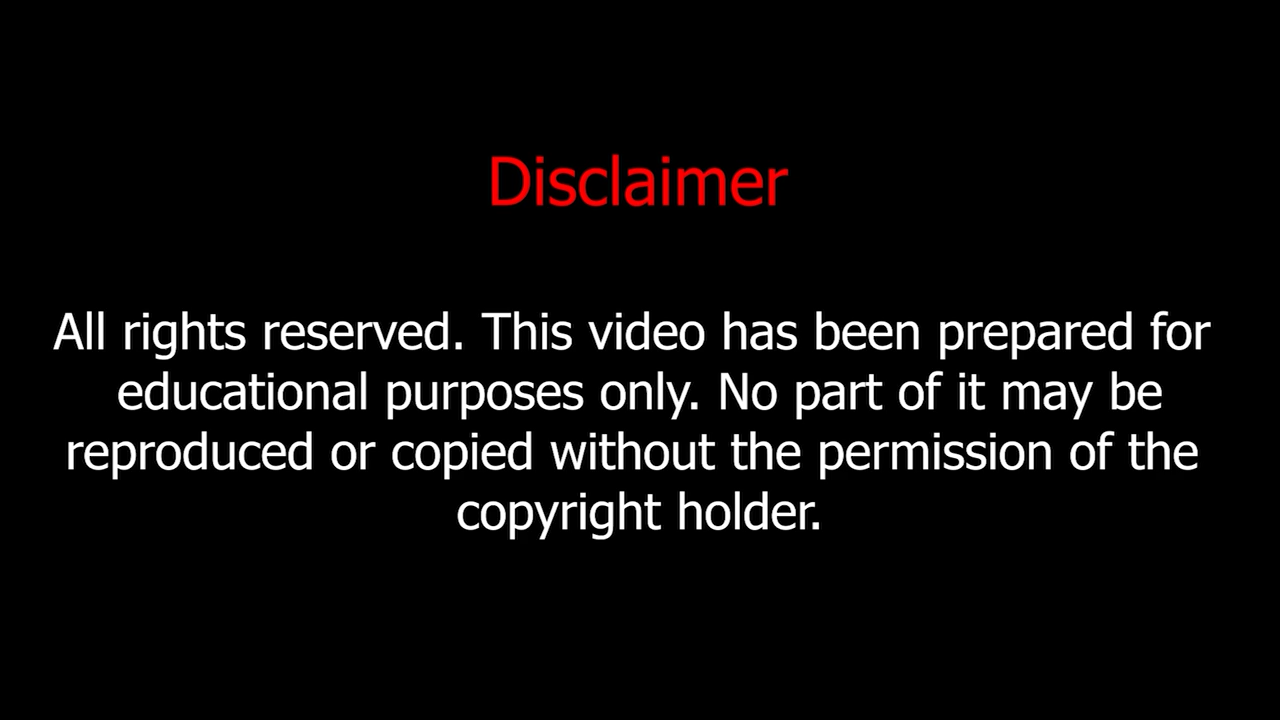 Disclaimer
All rights reserved. This video has been prepared for
educational purposes only. No part of it may be
reproduced or copied without the permission of the
copyright holder.